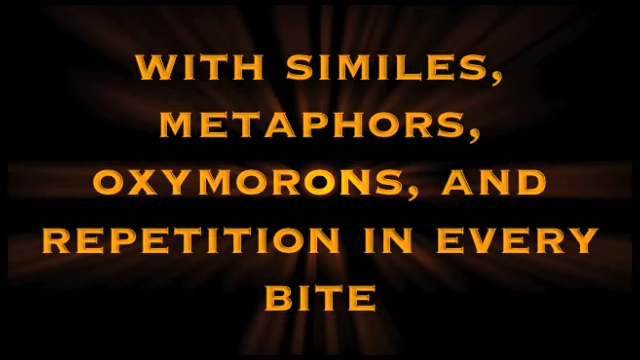 WITH SIMILES,
METAPHORS,
OXYMORONS, AND
REPETITION IN EVERY
BITE